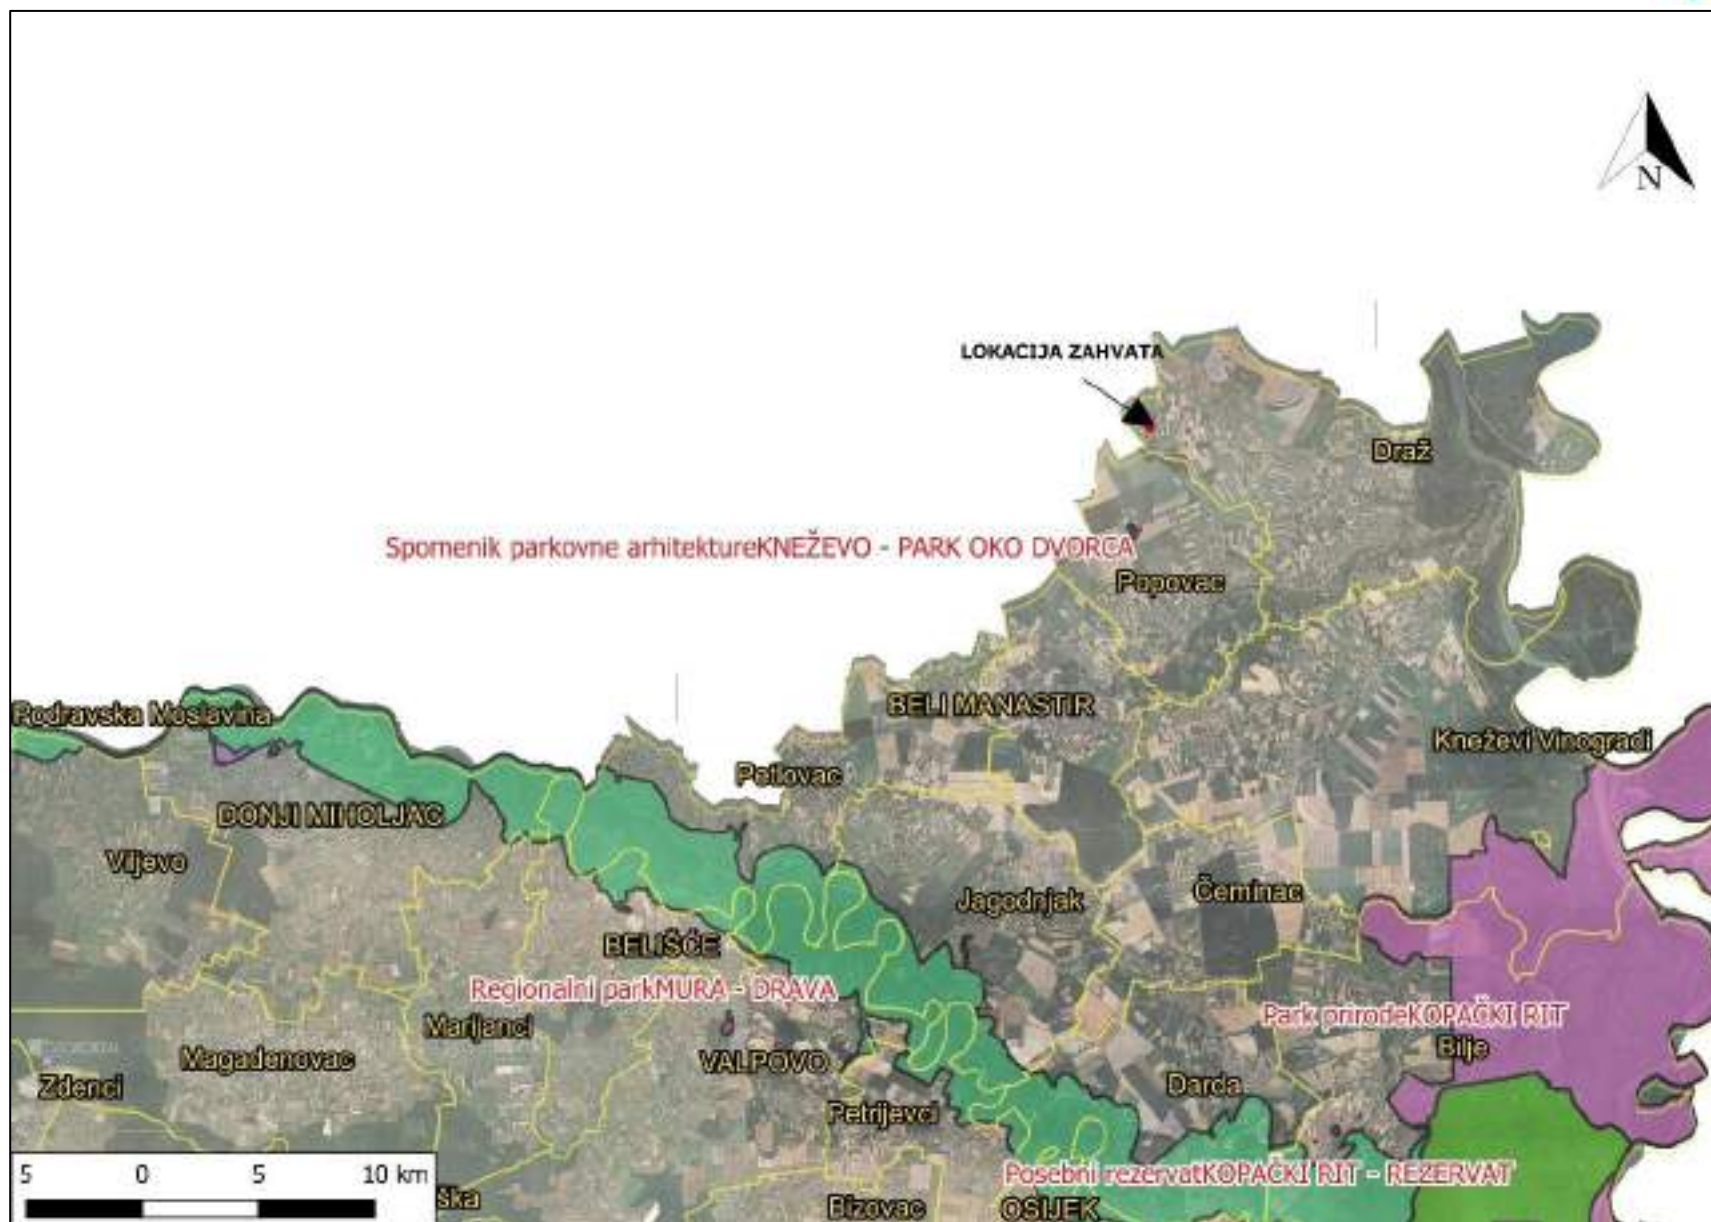 N
LOKACIJA ZAHVATA
Draž
Spomenik parkovne arhitektureKNEŽEVO - PARK OKO DVORCA
Popovac
BELI MANASTIR
Podravska Moslavina
Kneževi Vinogradi
Petlovac
DONJI MIHOLJAC
Viljevo
Čeminac
Jagodnjak
BELIŠĆE
Regionalni parkMURA - DRAVA
Park prirodeKOPAČKI RIT
Marijanci
Bilje
Magadenovac
VALPOVO
Zdenci
Darda
Petrijevci
Posebni rezervatKOPAČKI RIT - REZERVAT
5 0 5 10 km
ška
Bizovac
OSIJEK